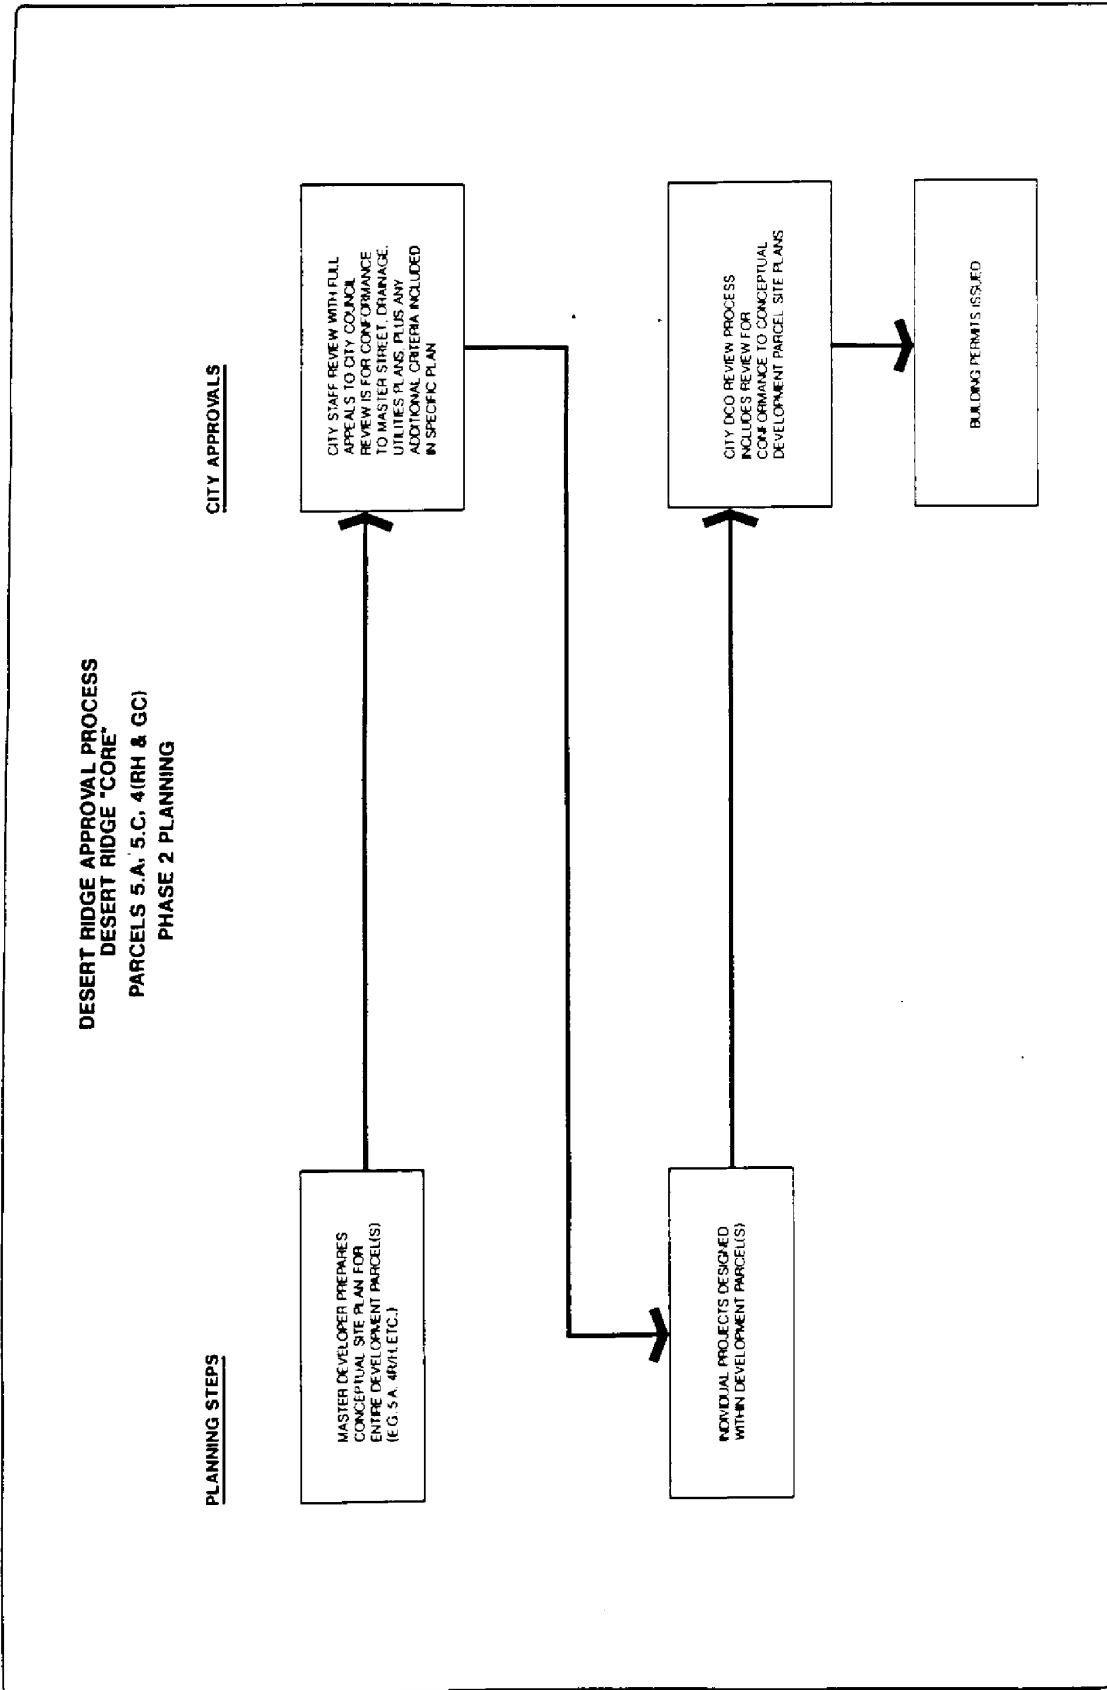 DESERT RIDGE APPROVAL PROCESS
DESERT RIDGE "CORE"
PARCELS 5.A, 5.C, 4(RH & GC)
PHASE 2 PLANNING
PLANNING STEPS
CITY APPROVALS
MASTER DEVELOPER PREPARES
CONCEPTUAL SITE PLAN FOR
ENTIRE DEVELOPMENT PARCEL(S)
(E.G. 5 A, 4R/H, ETC.)
CITY STAFF REVIEW WITH FULL
APPEALS TO CITY COUNCIL
REVIEW IS FOR CONFORMANCE
TO MASTER STREET, DRAINAGE,
UTILITIES PLANS, PLUS ANY
ADDITIONAL CRITERIA INCLUDED
IN SPECIFIC PLAN
INDIVIDUAL PROJECTS DESIGNED
WITHIN DEVELOPMENT PARCEL(S)
CITY DCO REVIEW PROCESS
INCLUDES REVIEW FOR
CONFORMANCE TO CONCEPTUAL
DEVELOPMENT PARCEL SITE PLANS
BUILDING PERMITS ISSUED